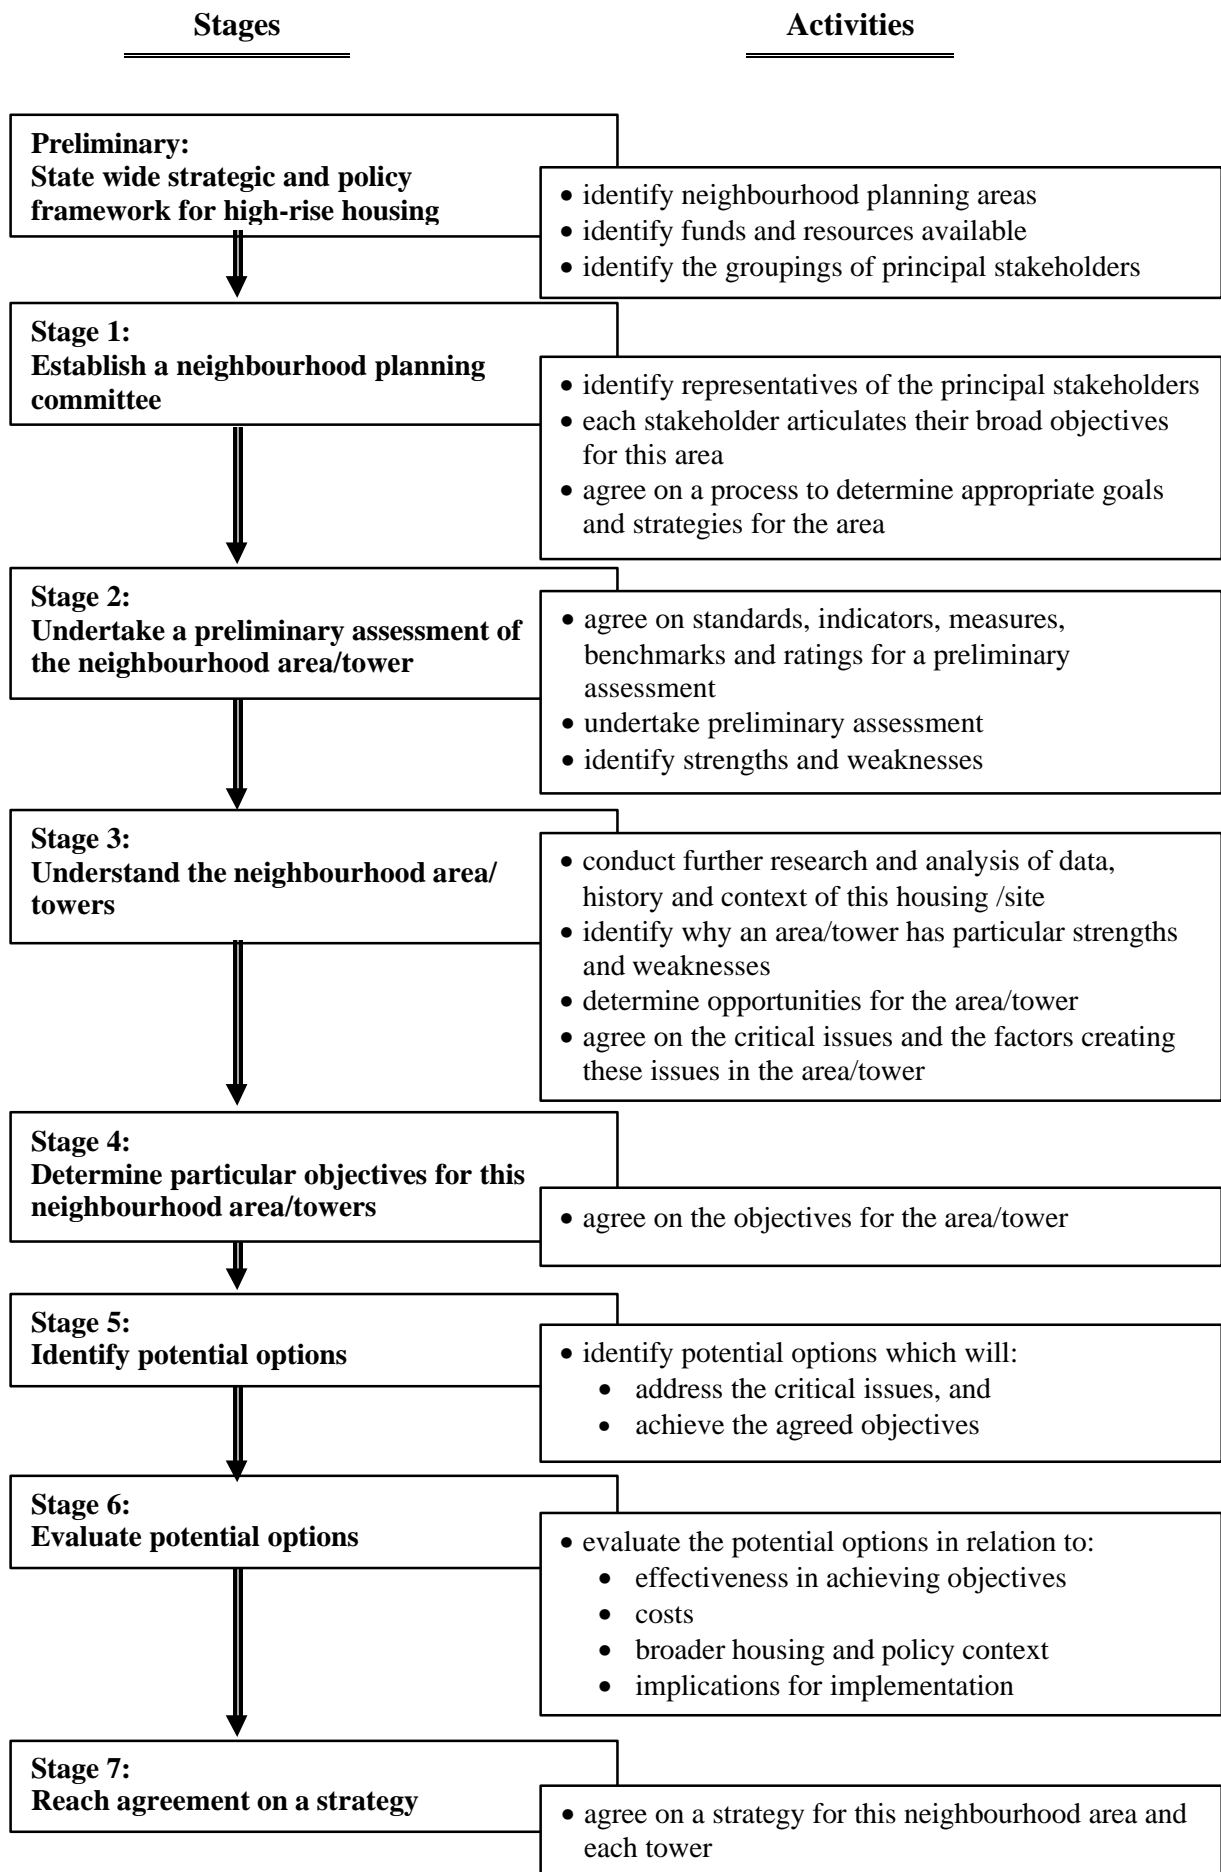 Stages
Activities
Preliminary:
State wide strategic and policy
framework for high-rise housing
• identify neighbourhood planning areas
• identify funds and resources available
• identify the groupings of principal stakeholders
Stage 1:
Establish a neighbourhood planning
committee
• identify representatives of the principal stakeholders
• each stakeholder articulates their broad objectives
for this area
• agree on a process to determine appropriate goals
and strategies for the area
Stage 2:
Undertake a preliminary assessment of
the neighbourhood area/tower
• agree on standards, indicators, measures,
benchmarks and ratings for a preliminary
assessment
• undertake preliminary assessment
• identify strengths and weaknesses
Stage 3:
Understand the neighbourhood area/
towers
• conduct further research and analysis of data,
history and context of this housing /site
• identify why an area/tower has particular strengths
and weaknesses
• determine opportunities for the area/tower
• agree on the critical issues and the factors creating
these issues in the area/tower
Stage 4:
Determine particular objectives for this
neighbourhood area/towers
• agree on the objectives for the area/tower
Stage 5:
Identify potential options
• identify potential options which will:
• address the critical issues, and
• achieve the agreed objectives
Stage 6:
Evaluate potential options
• evaluate the potential options in relation to:
• effectiveness in achieving objectives
• costs
• broader housing and policy context
• implications for implementation
Stage 7:
Reach agreement on a strategy
• agree on a strategy for this neighbourhood area and
each tower